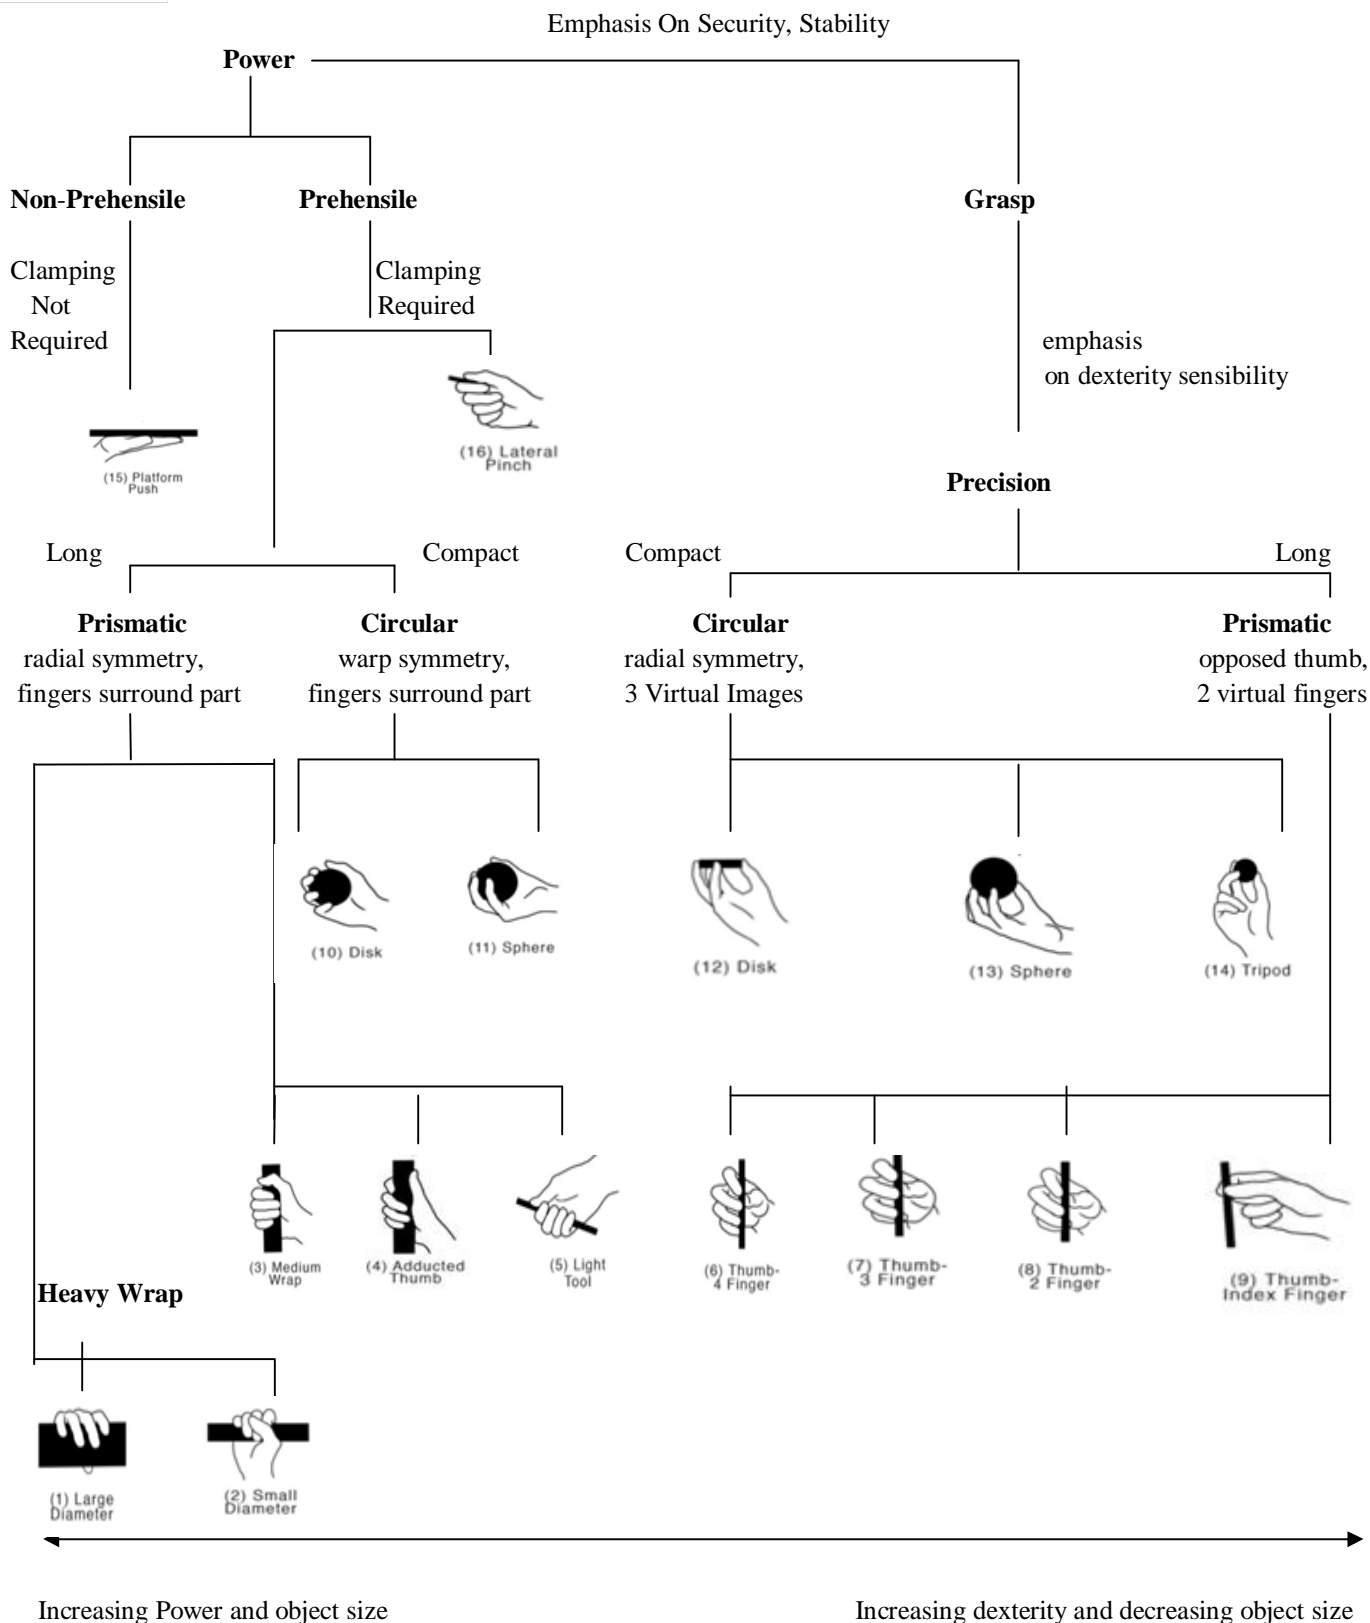 Emphasis On Security, Stability
Power
Non-Prehensile
Prehensile
Grasp
Clamping
Not
Required
Clamping
Required
emphasis
on dexterity sensibility
(15) Platform
Push
(16) Lateral
Pinch
Precision
Long
Compact
Compact
Long
Prismatic
radial symmetry,
fingers surround part
Circular
warp symmetry,
fingers surround part
Circular
radial symmetry,
3 Virtual Images
Prismatic
opposed thumb,
2 virtual fingers
(10) Disk
(11) Sphere
(12) Disk
(13) Sphere
(14) Tripod
(3) Medium
Wrap
(4) Adducted
Thumb
(5) Light
Tool
(6) Thumb-
4 Finger
(7) Thumb-
3 Finger
(8) Thumb-
2 Finger
(9) Thumb-
Index Finger
Heavy Wrap
(1) Large
Diameter
(2) Small
Diameter
Increasing Power and object size
Increasing dexterity and decreasing object size